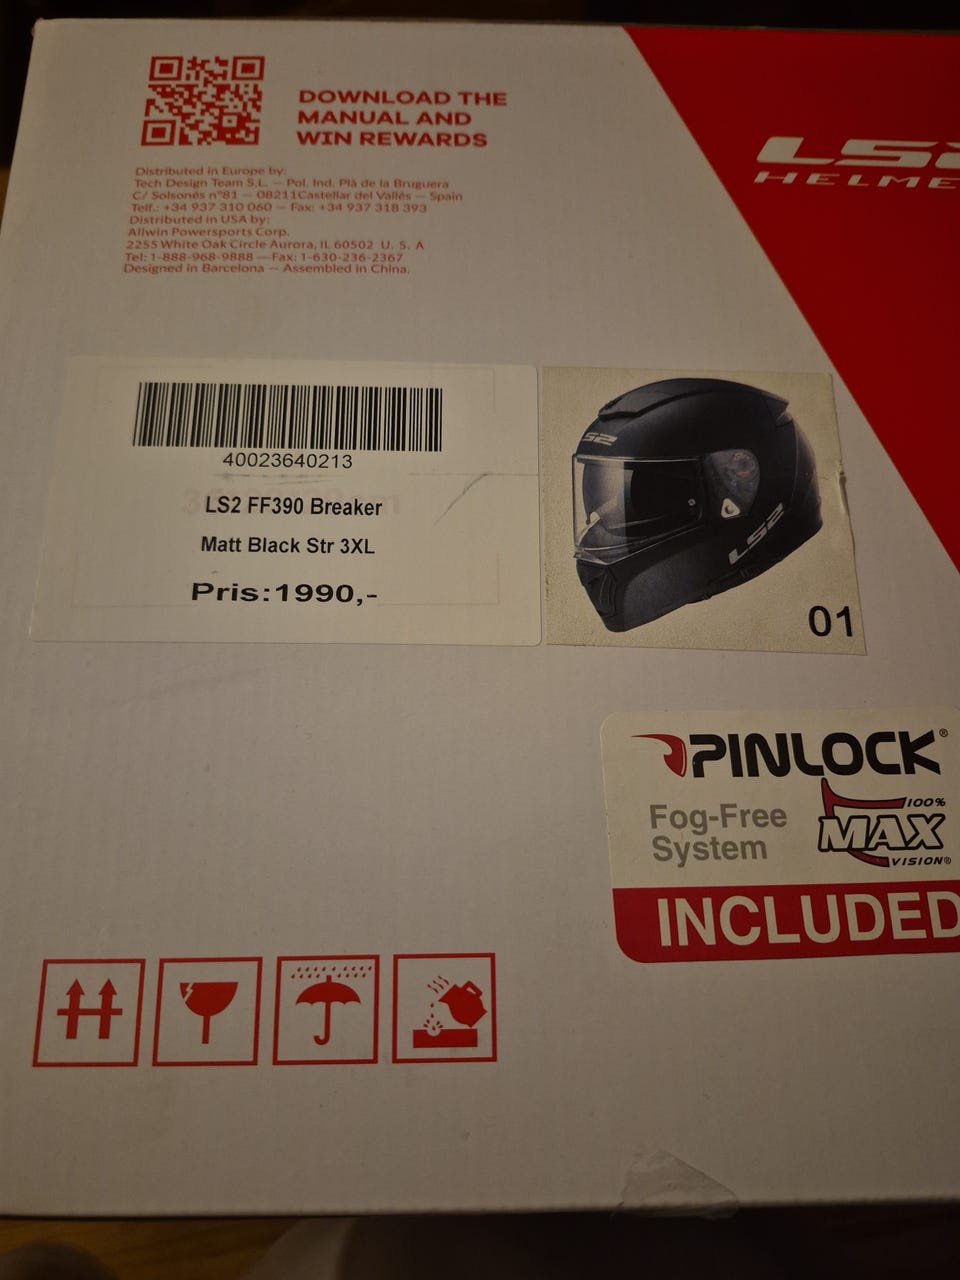 DOWNLOAD THE
MANUAL AND
WIN REWARDS
Distributed in Europe by:
Tech Design Team S.L. — Pol. Ind. Plà de la Bruguera
C/ Solsonès nº81 — 08211Castellar del Vallès — Spain
Telf.: +34 937 310 060 — Fax: +34 937 318 393
Distributed in USA by:
Allwin Powersports Corp.
2255 White Oak Circle Aurora, IL 60502 U. S. A
Tel: 1-888-968-9888 —Fax: 1-630-236-2367
Designed in Barcelona — Assembled in China.
LS2
HELME
40023640213
LS2 FF390 Breaker
Matt Black Str 3XL
Pris:1990,-
LS2
LS2
01
PINLOCK®
Fog-Free
System
100%
MAX
VISION®
INCLUDED